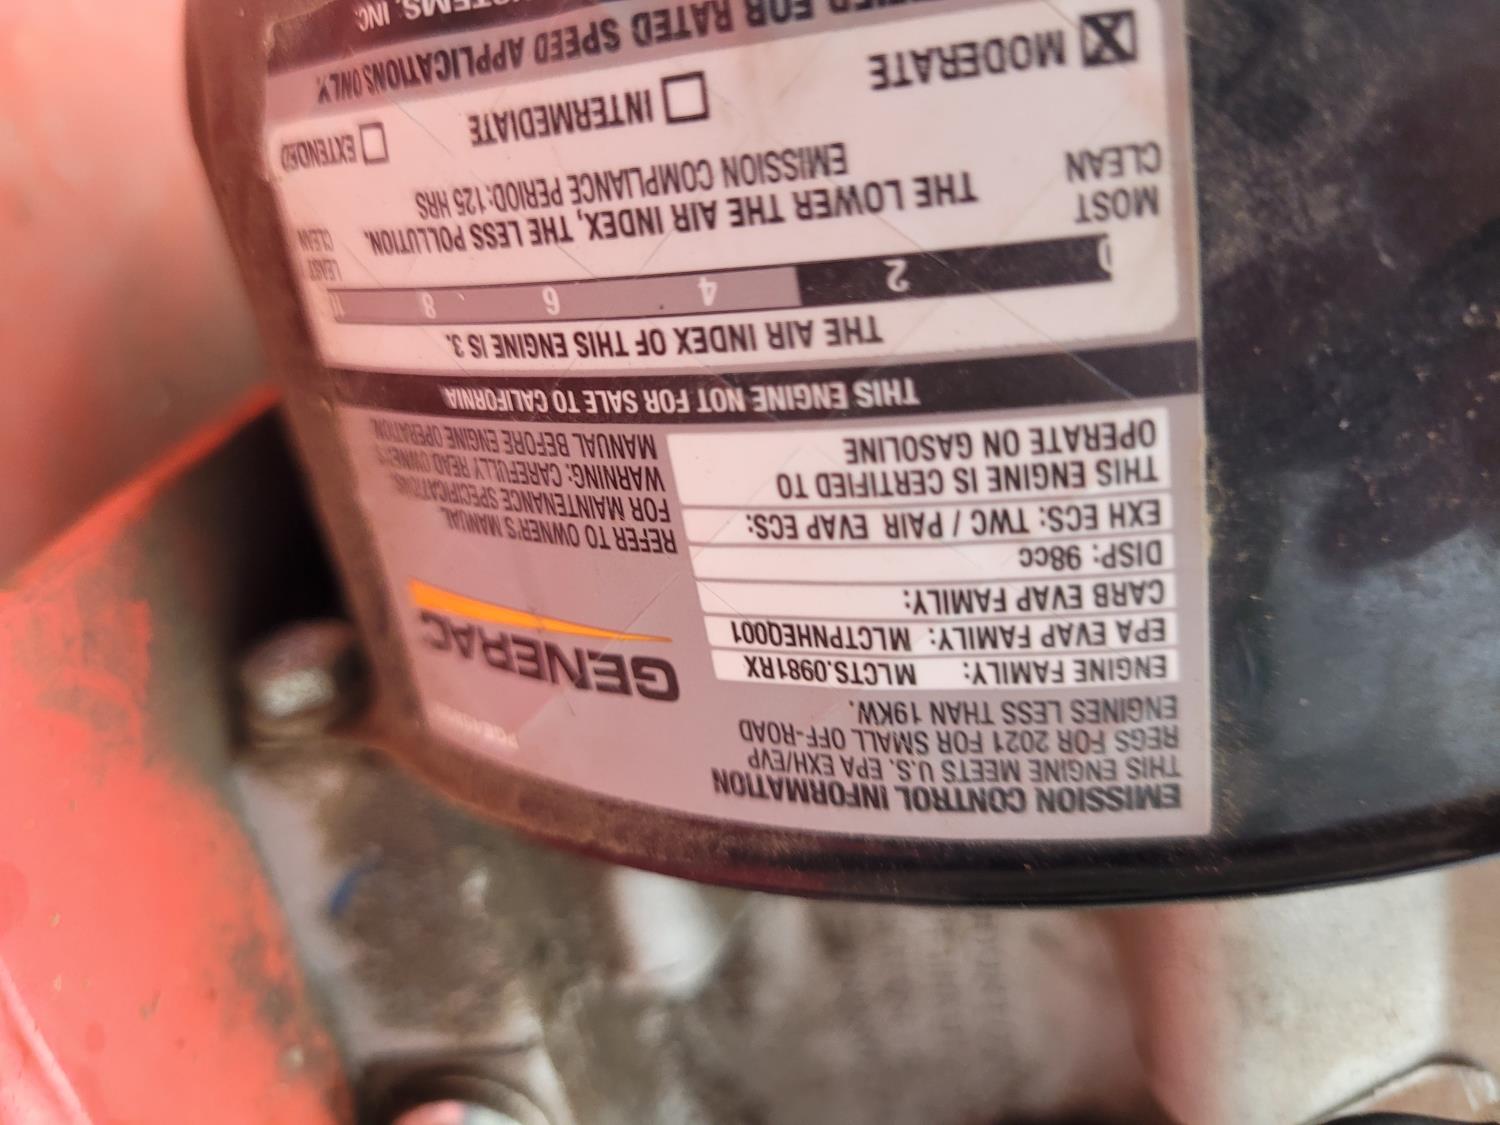 EMISSION CONTROL INFORMATION
THIS ENGINE MEETS U.S. EPA EXH/EVP
REGS FOR 2021 FOR SMALL OFF-ROAD
ENGINES LESS THAN 19KW.
ENGINE FAMILY: MLCTS.0981RX
EPA EVAP FAMILY: MLCTPNHEQ001
CARB EVAP FAMILY:
DISP: 98cc
EXH ECS: TWC / PAIR EVAP ECS:
THIS ENGINE IS CERTIFIED TO
OPERATE ON GASOLINE
GENERAC
REFER TO OWNER'S MANUAL
FOR MAINTENANCE SPECIFICATIONS.
WARNING: CAREFULLY READ OWNER'S
MANUAL BEFORE ENGINE OPERATION.
THIS ENGINE NOT FOR SALE TO CALIFORNIA
THE AIR INDEX OF THIS ENGINE IS 3.
0 2 4 6 8
MOST
CLEAN
LEAST
CLEAN
THE LOWER THE AIR INDEX, THE LESS POLLUTION.
EMISSION COMPLIANCE PERIOD: 125 HRS
MODERATE INTERMEDIATE EXTENDED
FOR RATED SPEED APPLICATIONS ONLY.
INC